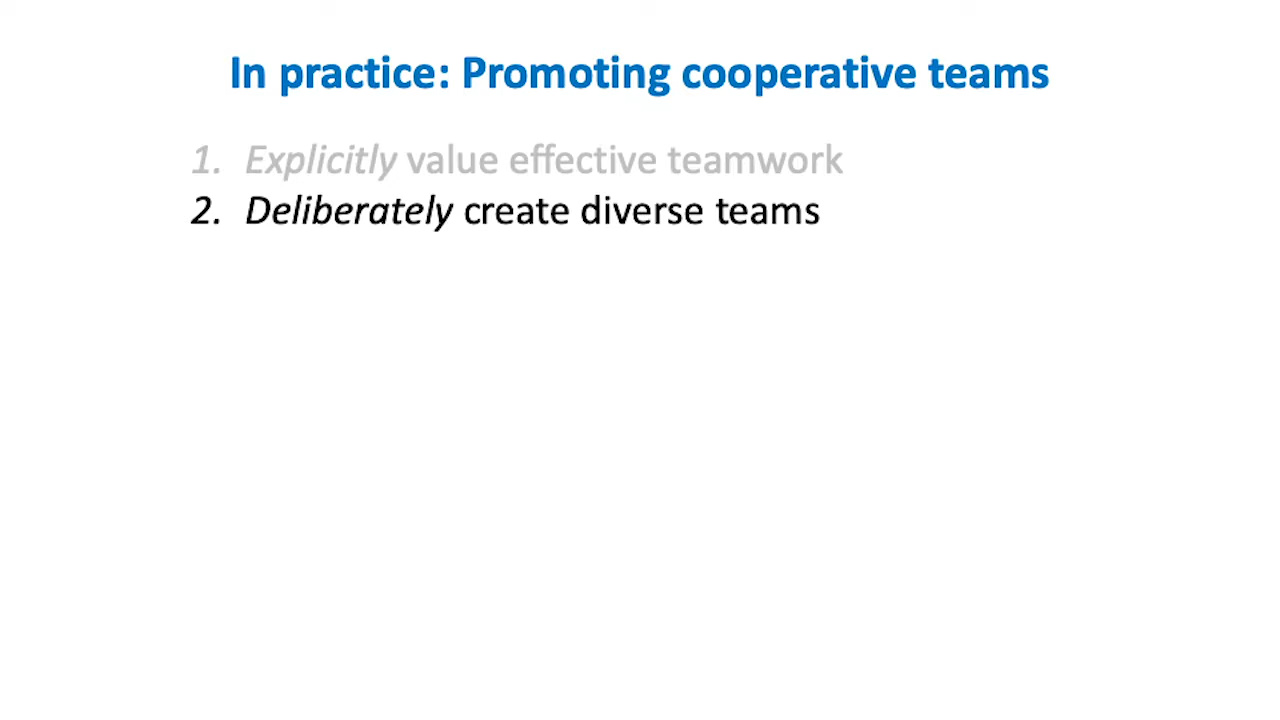 In practice: Promoting cooperative teams
1. Explicitly value effective teamwork
2. Deliberately create diverse teams